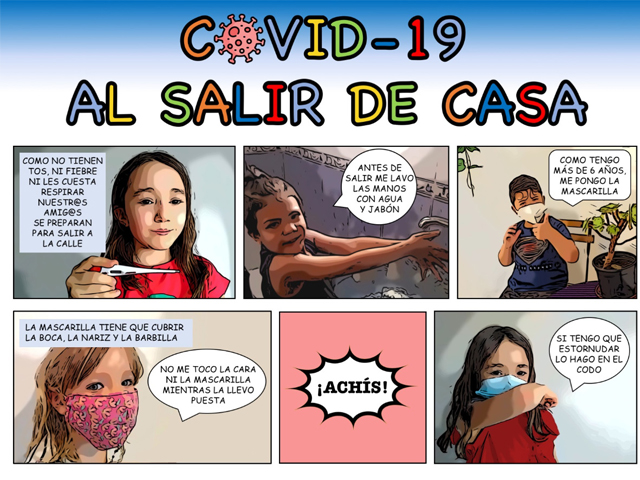 COVID-19
AL SALIR DE CASA
COMO NO TIENEN
TOS, NI FIEBRE
NI LES CUESTA
RESPIRAR
NUESTR@S
AMIG@S
SE PREPARAN
PARA SALIR A
LA CALLE
ANTES DE
SALIR ME LAVO
LAS MANOS
CON AGUA
Y JABÓN
COMO TENGO
MÁS DE 6 AÑOS,
ME PONGO LA
MASCARILLA
LA MASCARILLA TIENE QUE CUBRIR
LA BOCA, LA NARIZ Y LA BARBILLA
NO ME TOCO LA CARA
NI LA MASCARILLA
MIENTRAS LA LLEVO
PUESTA
¡ACHÍS!
SI TENGO QUE
ESTORNUDAR
LO HAGO EN EL
CODO